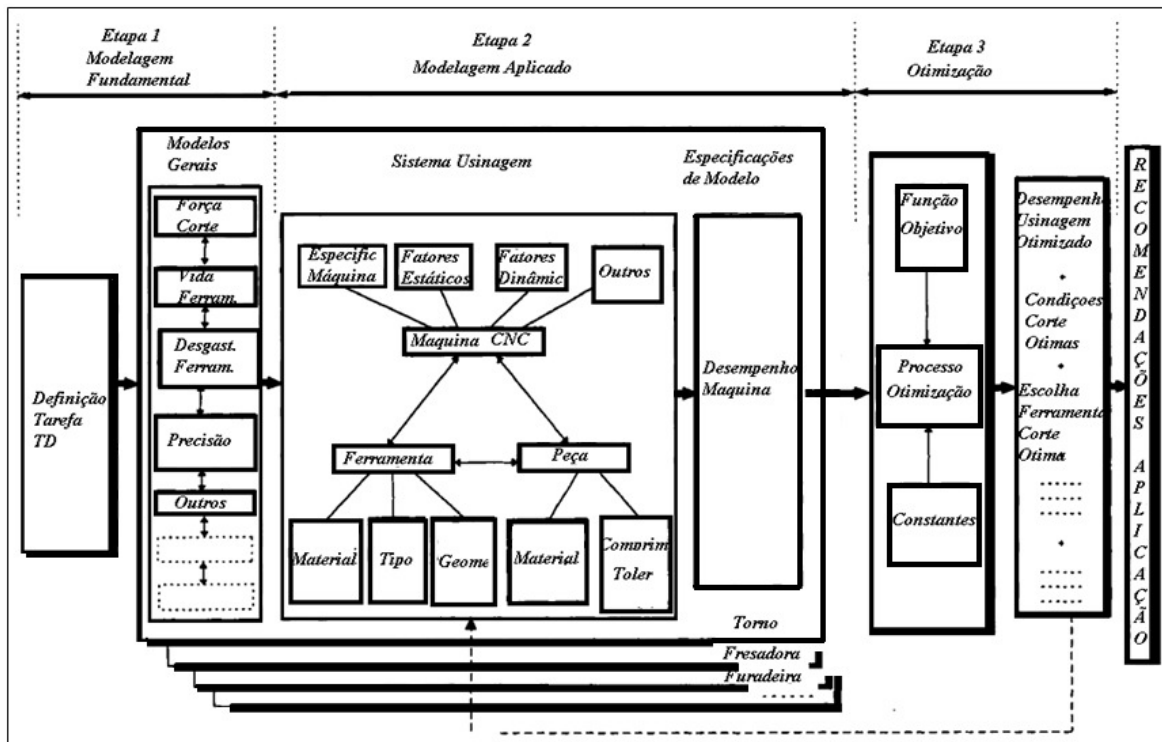 Etapa 1
Modelagem
Fundamental
Etapa 2
Modelagem Aplicado
Etapa 3
Otimização
Definição
Tarefa
TD
Modelos
Gerais
Força
Corte
Vida
Ferram.
Desgast.
Ferram.
Precisão
Outros
Sistema Usinagem
Especific
Máquina
Fatores
Estáticos
Fatores
Dinâmic
Outros
Maquina CNC
Ferramenta
Peça
Material
Tipo
Geome
Material
Comprim
Toler
Especificações
de Modelo
Desempenho
Maquina
Torno
Fresadora
Furadeira
Função
Objetivo
Processo
Otimização
Constantes
Desempenho
Usinagem
Otimizado
Condiçoes
Corte
Otimas
Escolha
Ferramenta
Corte
Otima
RECOMENDAÇÕES APLICAÇÃO